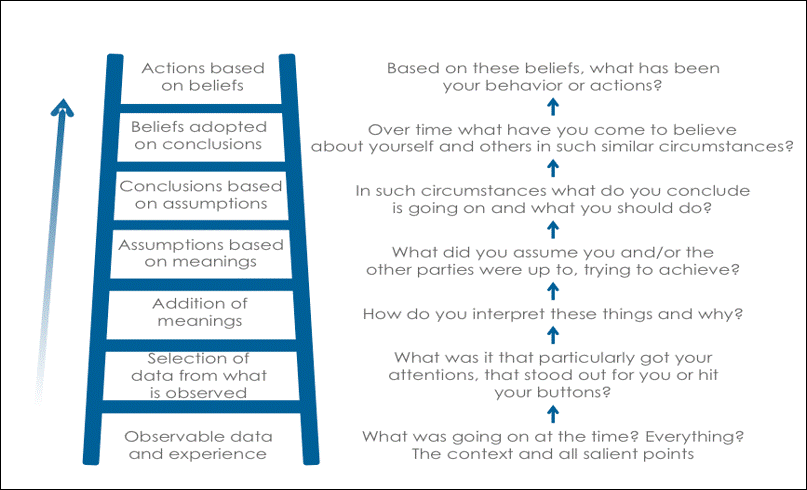 Actions based
on beliefs
Based on these beliefs, what has been
your behavior or actions?
Beliefs adopted
on conclusions
Over time what have you come to believe
about yourself and others in such similar circumstances?
Conclusions based
on assumptions
In such circumstances what do you conclude
is going on and what you should do?
Assumptions based
on meanings
What did you assume you and/or the
other parties were up to, trying to achieve?
Addition of
meanings
How do you interpret these things and why?
Selection of
data from what
is observed
What was it that particularly got your
attentions, that stood out for you or hit
your buttons?
Observable data
and experience
What was going on at the time? Everything?
The context and all salient points